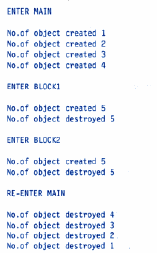 ENTER MAIN
No.of object created 1
No.of object created 2
No.of object created 3
No.of object created 4
ENTER BLOCK1
No.of object created 5
No.of object destroyed 5
ENTER BLOCK2
No.of object created 5
No.of object destroyed 5
RE-ENTER MAIN
No.of object destroyed 4
No.of object destroyed 3
No.of object destroyed 2
No.of object destroyed 1